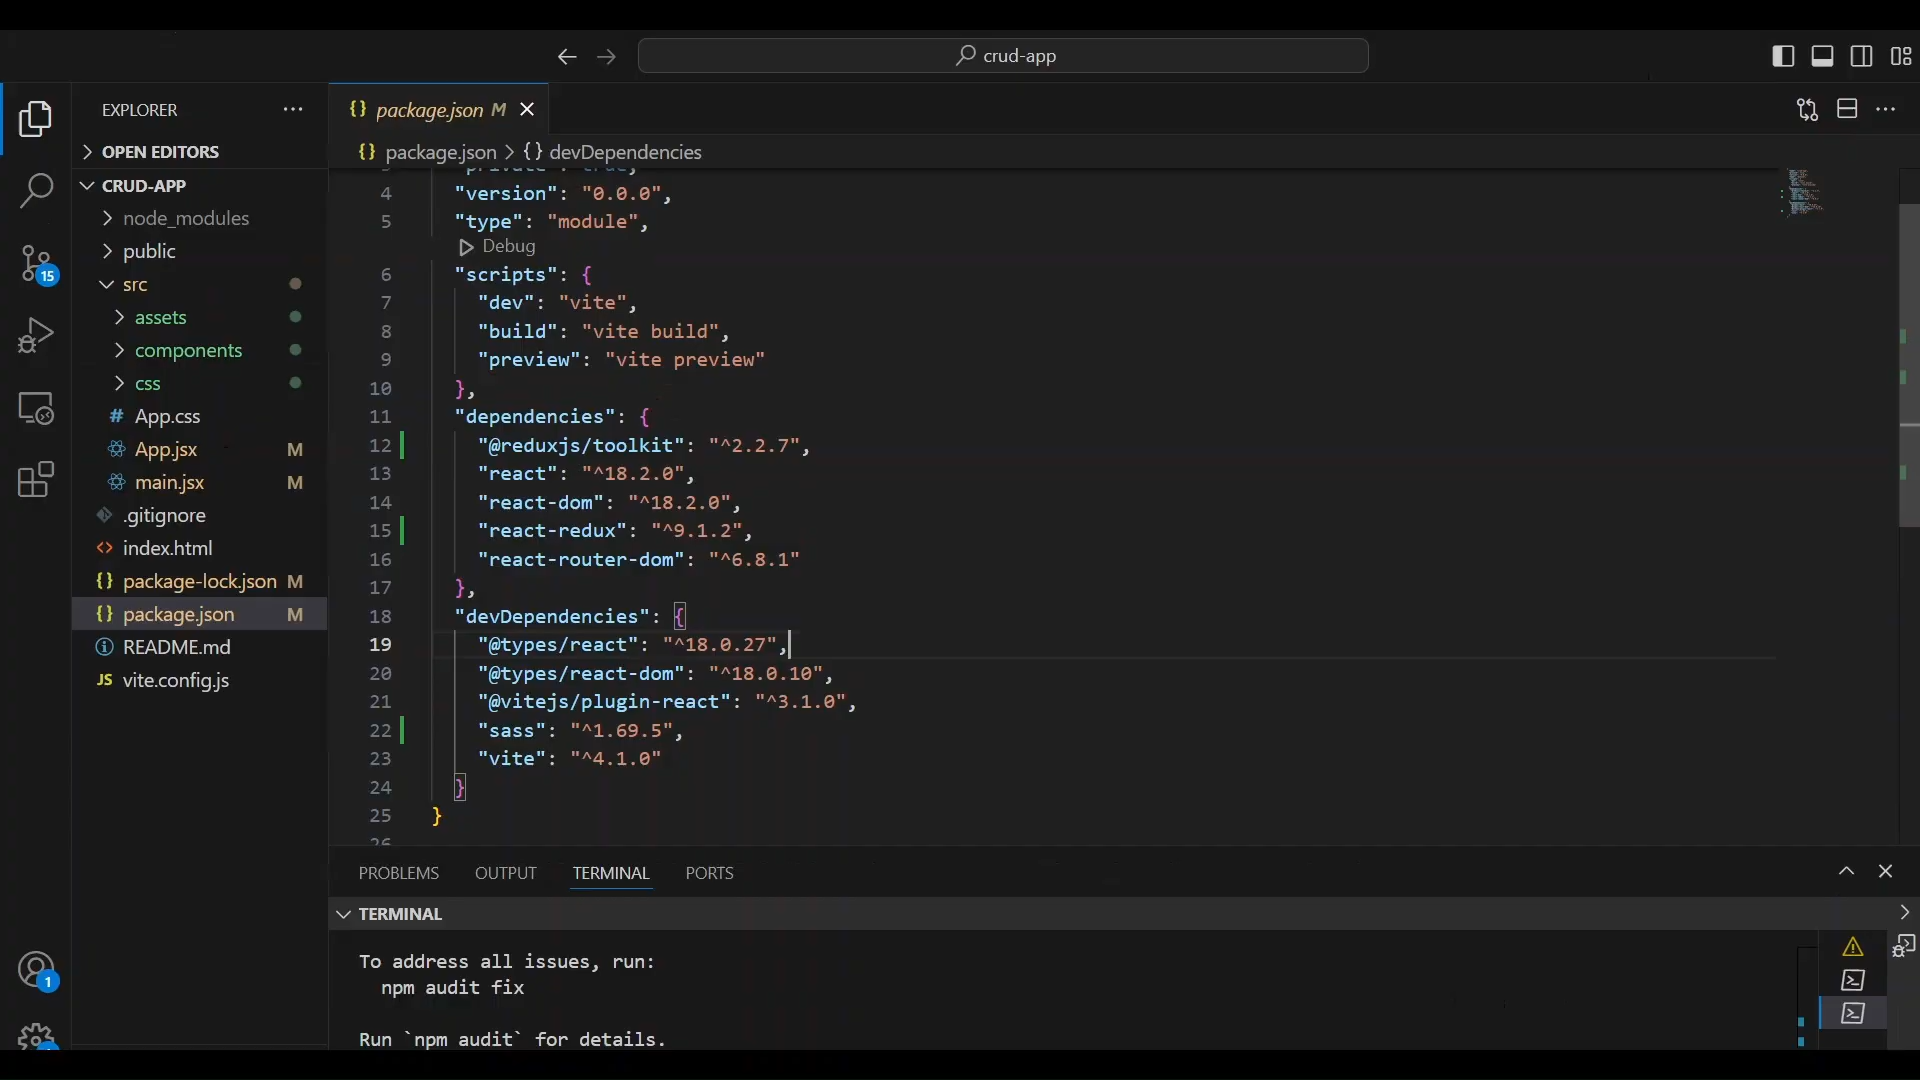 crud-app
EXPLORER
OPEN EDITORS
CRUD-APP
node_modules
public
src
assets
components
css
# App.css
App.jsx M
main.jsx M
.gitignore
<> index.html
{} package-lock.json M
{} package.json M
README.md
JS vite.config.js
15
1
{} package.json M
{} package.json > {} devDependencies
3 "private": true,
4 "version": "0.0.0",
5 "type": "module",
Debug
6 "scripts": {
7 "dev": "vite",
8 "build": "vite build",
9 "preview": "vite preview"
10 },
11 "dependencies": {
12 "@reduxjs/toolkit": "^2.2.7",
13 "react": "^18.2.0",
14 "react-dom": "^18.2.0",
15 "react-redux": "^9.1.2",
16 "react-router-dom": "^6.8.1"
17 },
18 "devDependencies": {
19 "@types/react": "^18.0.27",
20 "@types/react-dom": "^18.0.10",
21 "@vitejs/plugin-react": "^3.1.0",
22 "sass": "^1.69.5",
23 "vite": "^4.1.0"
24 }
25 }
26
PROBLEMS OUTPUT TERMINAL PORTS
TERMINAL
To address all issues, run:
npm audit fix
Run `npm audit` for details.